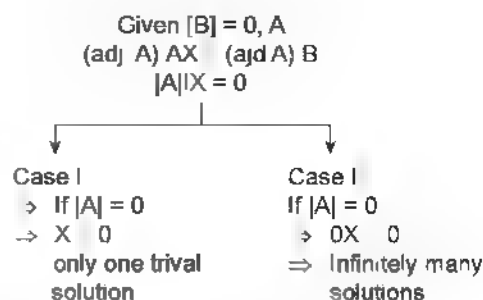 Given [B] = 0, A
(adj A) AX (ajd A) B
|A|IX = 0
Case I
→ If |A| = 0
→ X 0
only one trival
solution
Case I
If |A| = 0
→ 0X 0
⇒ Infinitely many
solutions